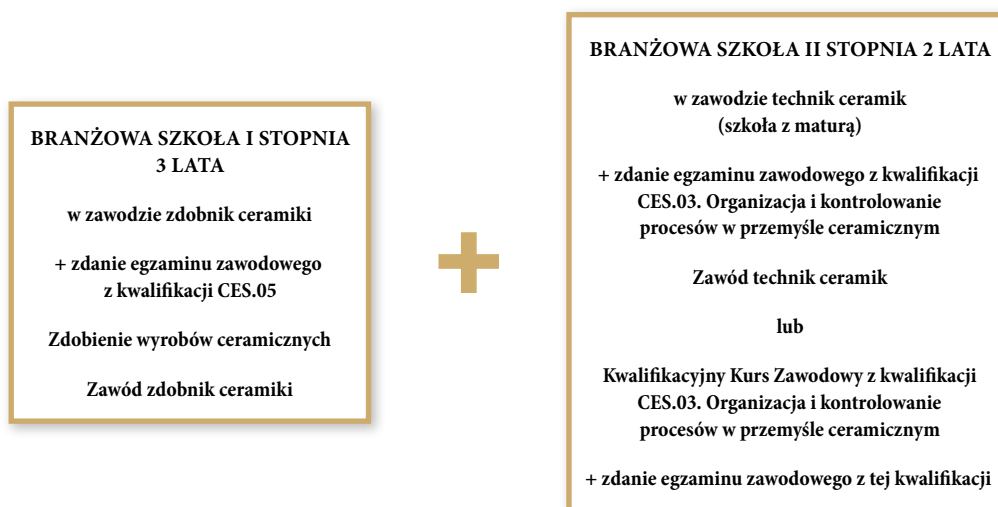 BRANŻOWA SZKOŁA I STOPNIA
3 LATA
w zawodzie zdobnik ceramiki
+ zdanie egzaminu zawodowego
z kwalifikacji CES.05
Zdobienie wyrobów ceramicznych
Zawód zdobnik ceramiki
+
BRANŻOWA SZKOŁA II STOPNIA 2 LATA
w zawodzie technik ceramik
(szkoła z maturą)
+ zdanie egzaminu zawodowego z kwalifikacji
CES.03. Organizacja i kontrolowanie
procesów w przemyśle ceramicznym
Zawód technik ceramik
lub
Kwalifikacyjny Kurs Zawodowy z kwalifikacji
CES.03. Organizacja i kontrolowanie
procesów w przemyśle ceramicznym
+ zdanie egzaminu zawodowego z tej kwalifikacji